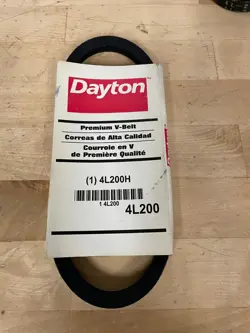 Dayton
Premium V-Belt
Correas de Alta Calidad
Courroie en V
de Première Qualité
(1) 4L200H
1 4L200
4L200